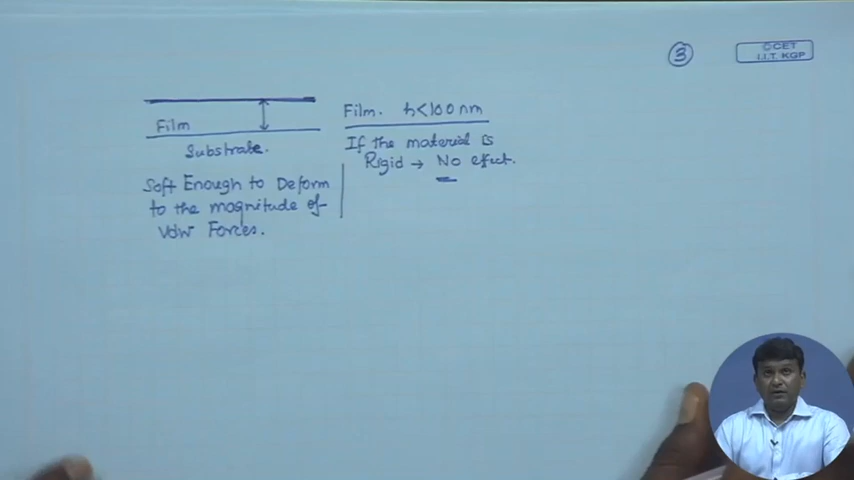 3
CET
I.I.T. KGP
Film
Substrate.
Soft Enough to Deform
to the magnitude of
vdW Forces.
Film. h<100 nm
If the material is
Rigid → No efect.